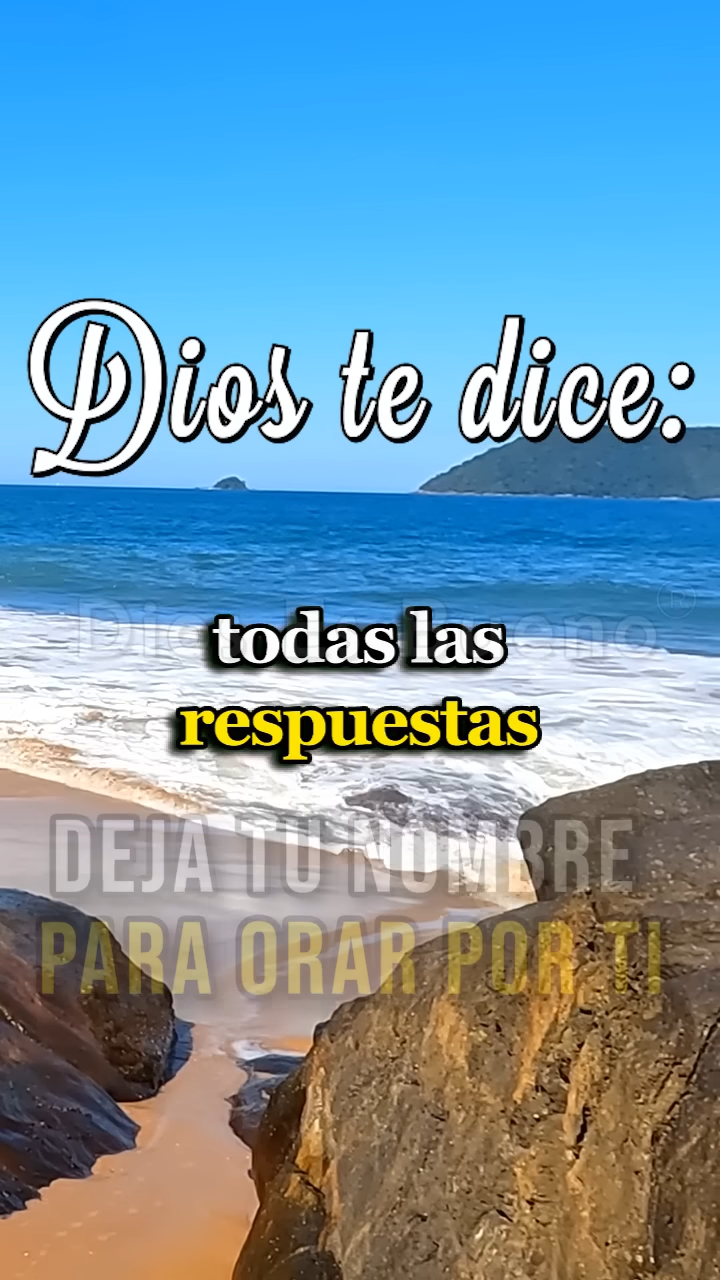 Dios te dice:
todas las
respuestas
DEJA TU NOMBRE
PARA ORAR POR TI